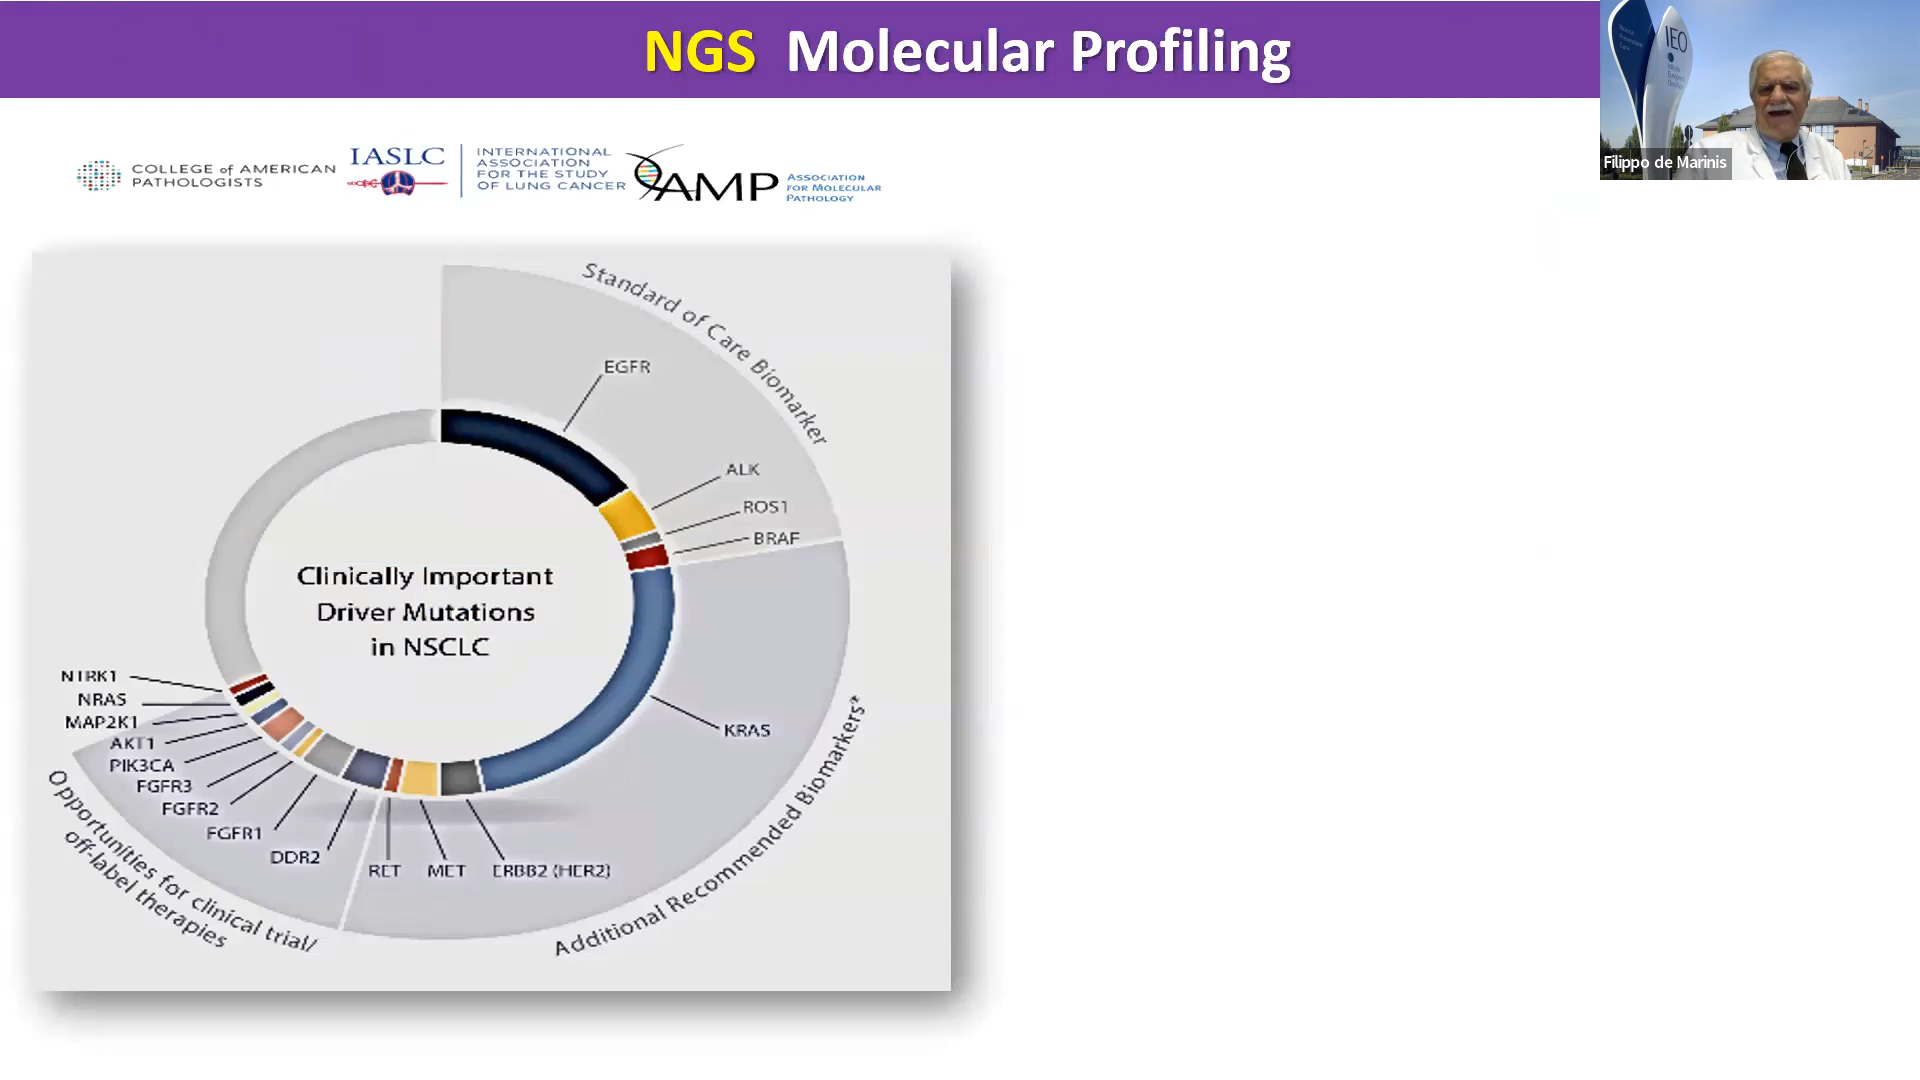 NGS Molecular Profiling
IEO
Filippo de Marinis
COLLEGE of AMERICAN
PATHOLOGISTS
IASLC
INTERNATIONAL
ASSOCIATION
FOR THE STUDY
OF LUNG CANCER
AMP
ASSOCIATION
FOR MOLECULAR
PATHOLOGY
Standard of Care Biomarker
EGFR
ALK
ROS1
BRAF
Clinically Important
Driver Mutations
in NSCLC
KRAS
NTRK1
NRAS
MAP2K1
AKT1
PIK3CA
FGFR3
FGFR2
FGFR1
DDR2
RET
MET
ERBB2 (HER2)
Additional Recommended Biomarkers*
Opportunities for clinical trial/
off-label therapies